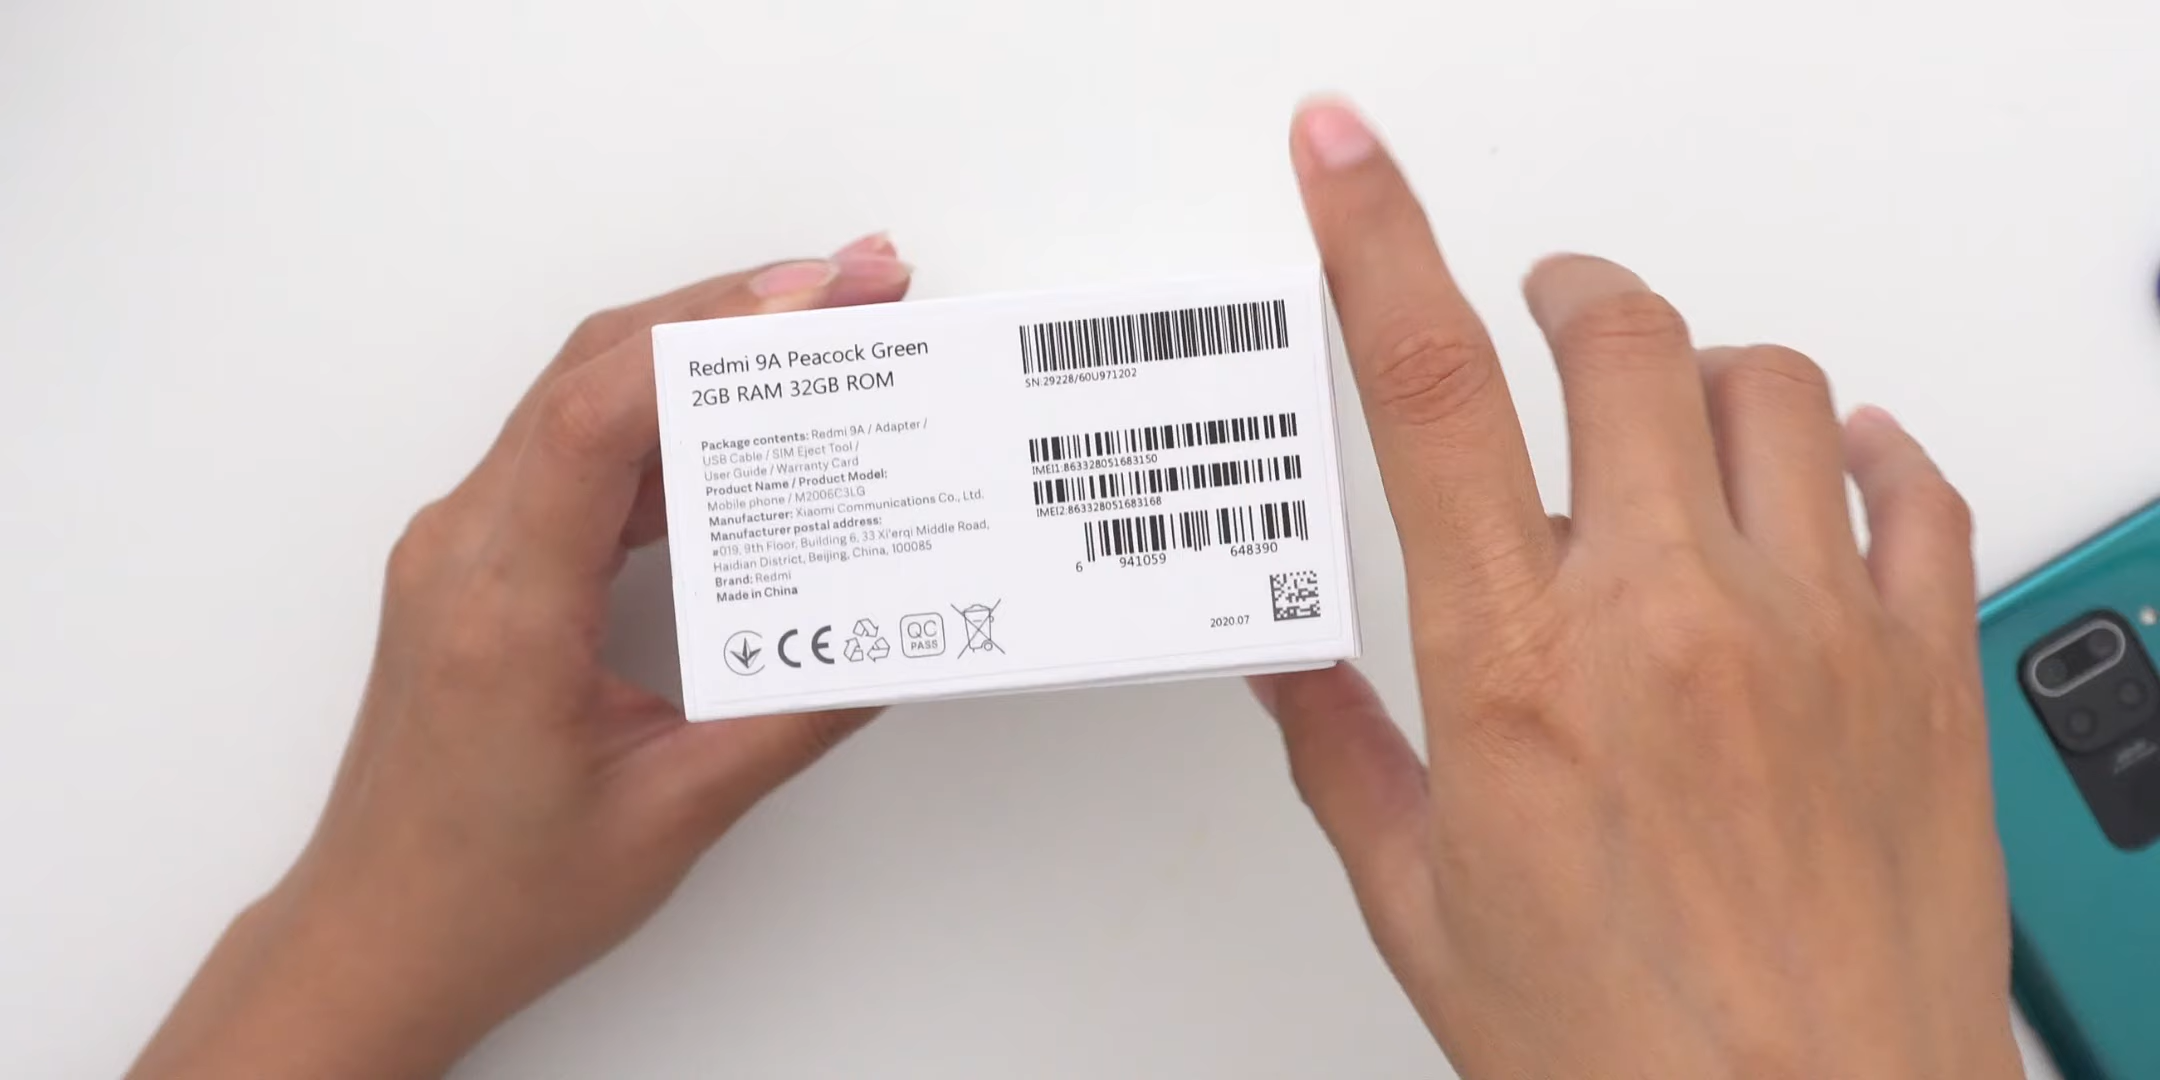 Redmi 9A Peacock Green
2GB RAM 32GB ROM
Package contents: Redmi 9A / Adapter /
USB Cable / SIM Eject Tool /
User Guide / Warranty Card
Product Name / Product Model:
Mobile phone / M2006C3LG
Manufacturer: Xiaomi Communications Co., Ltd.
Manufacturer postal address:
#019, 9th Floor, Building 6, 33 Xi'erqi Middle Road,
Haidian District, Beijing, China, 100085
Brand: Redmi
Made in China
CE
QC
PASS
SN:29228/60U971202
IMEI1:863328051683150
IMEI2:863328051683168
6 941059 648390
2020.07